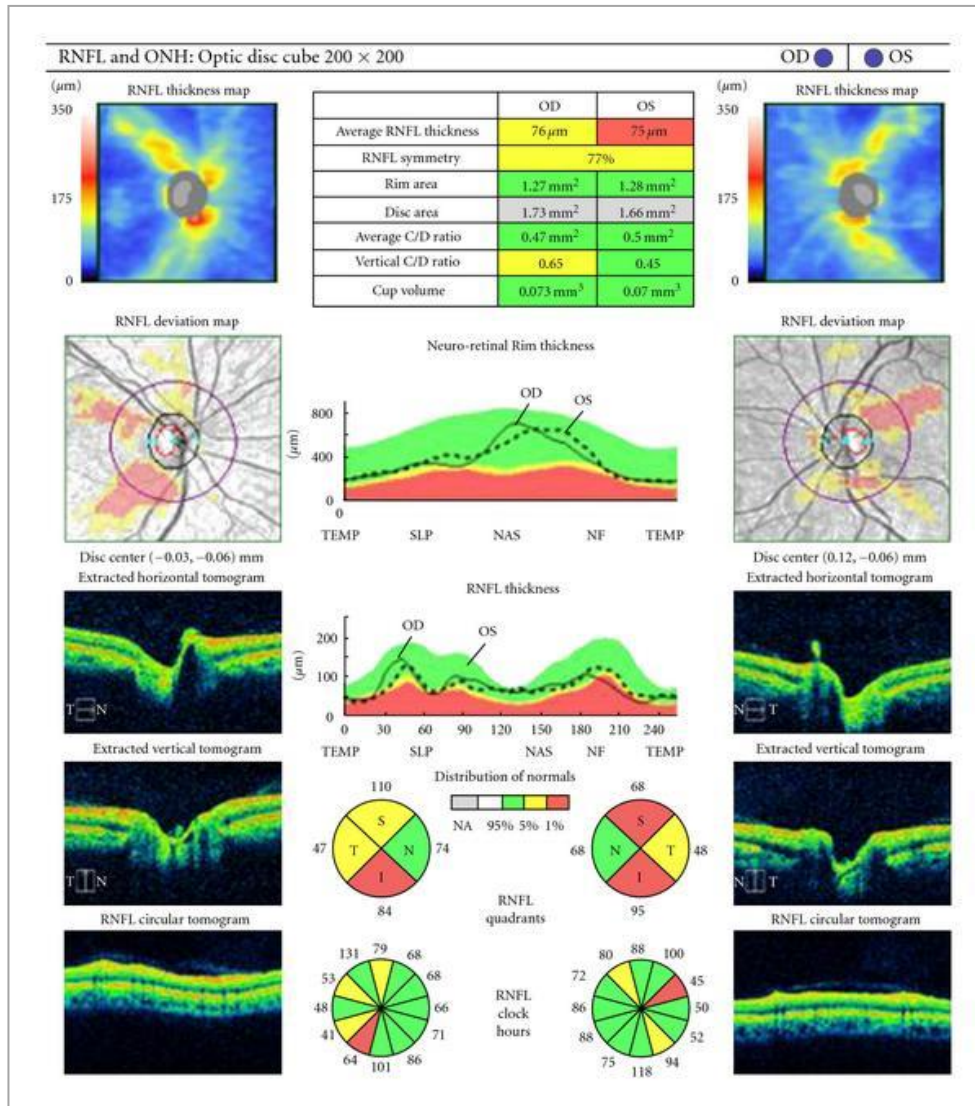 RNFL and ONH: Optic disc cube 200 × 200 OD OS
(μm) RNFL thickness map
350
175
0
OD OS
Average RNFL thickness 76 μm 75 μm
RNFL symmetry 77%
Rim area 1.27 mm² 1.28 mm²
Disc area 1.73 mm² 1.66 mm²
Average C/D ratio 0.47 mm² 0.5 mm²
Vertical C/D ratio 0.65 0.45
Cup volume 0.073 mm³ 0.07 mm³
(μm) RNFL thickness map
350
175
0
RNFL deviation map
Disc center (−0.03, −0.06) mm
Neuro-retinal Rim thickness
OD
OS
(μm)
800
400
0
0
TEMP SLP NAS NF TEMP
RNFL deviation map
Disc center (0.12, −0.06) mm
Extracted horizontal tomogram
T N
RNFL thickness
OD
OS
(μm)
200
100
0
0 30 60 90 120 150 180 210 240
TEMP SLP NAS NF TEMP
Extracted horizontal tomogram
N T
Extracted vertical tomogram
T N
Distribution of normals
NA 95% 5% 1%
110
S
47 T N 74
I
84
68
S
68 N T 48
I
95
RNFL
quadrants
Extracted vertical tomogram
N T
RNFL circular tomogram
79
131 68
53 68
48 66
41 71
64 86
101
RNFL
clock
hours
88
80 100
72 45
86 50
88 52
75 94
118
RNFL circular tomogram